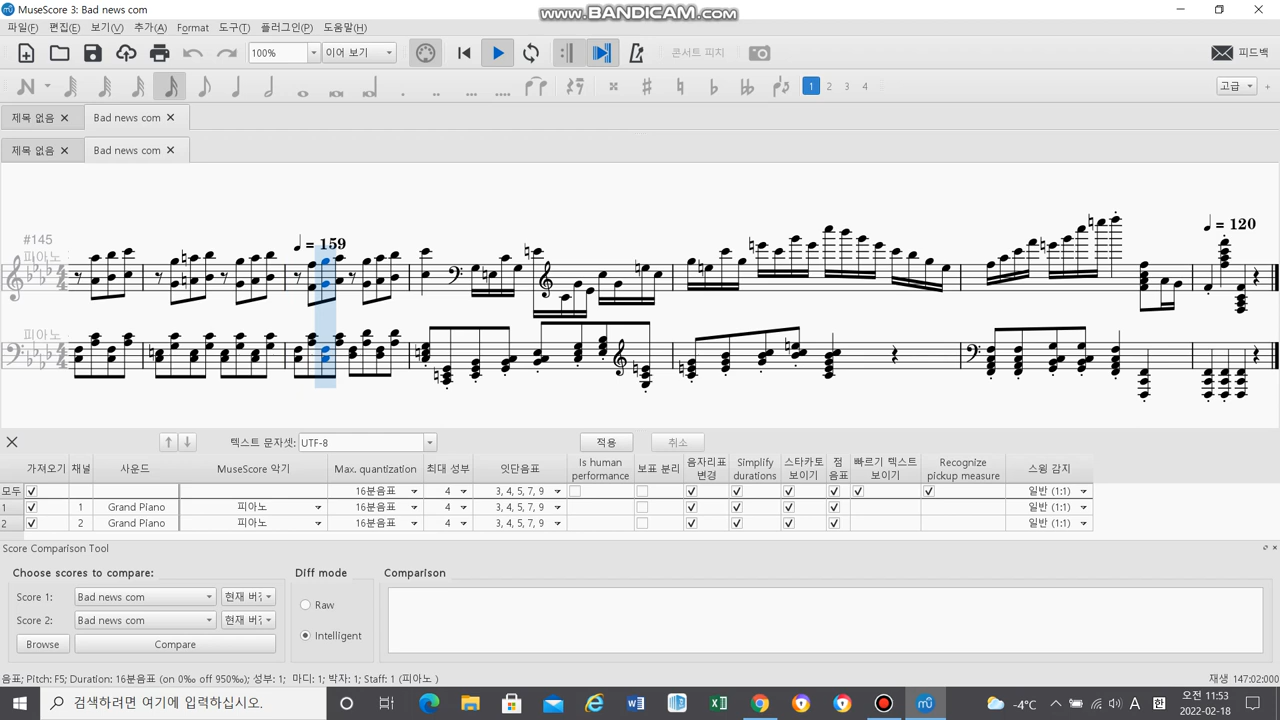 MuseScore 3: Bad news com
www.BANDICAM.com
파일(F) 편집(E) 보기(V) 추가(A) Format 도구(T) 플러그인(P) 도움말(H)
100% 이어 보기 콘서트 피치 피드백
1 2 3 4 고급 +
제목 없음 Bad news com
제목 없음 Bad news com
#145
피아노
= 159
= 120
피아노
텍스트 문자셋: UTF-8 적용 취소
가져오기 채널 사운드 MuseScore 악기 Max. quantization 최대 성부 잇단음표 Is human performance 보표 분리 음자리표 변경 Simplify durations 스타카토 보이기 점 음표 빠르기 텍스트 보이기 Recognize pickup measure 스윙 감지
모두 16분음표 4 3, 4, 5, 7, 9 일반 (1:1)
1 1 Grand Piano 피아노 16분음표 4 3, 4, 5, 7, 9 일반 (1:1)
2 2 Grand Piano 피아노 16분음표 4 3, 4, 5, 7, 9 일반 (1:1)
Score Comparison Tool
Choose scores to compare: Diff mode Comparison
Score 1: Bad news com 현재 버 Raw
Score 2: Bad news com 현재 버 Intelligent
Browse Compare
음표; Pitch: F5; Duration: 16분음표 (on 0‰ off 950‰); 성부: 1; 마디: 1; 박자: 1; Staff: 1 (피아노 ) 재생 147:02:000
검색하려면 여기에 입력하십시오. -4°C A 한 오전 11:53
2022-02-18